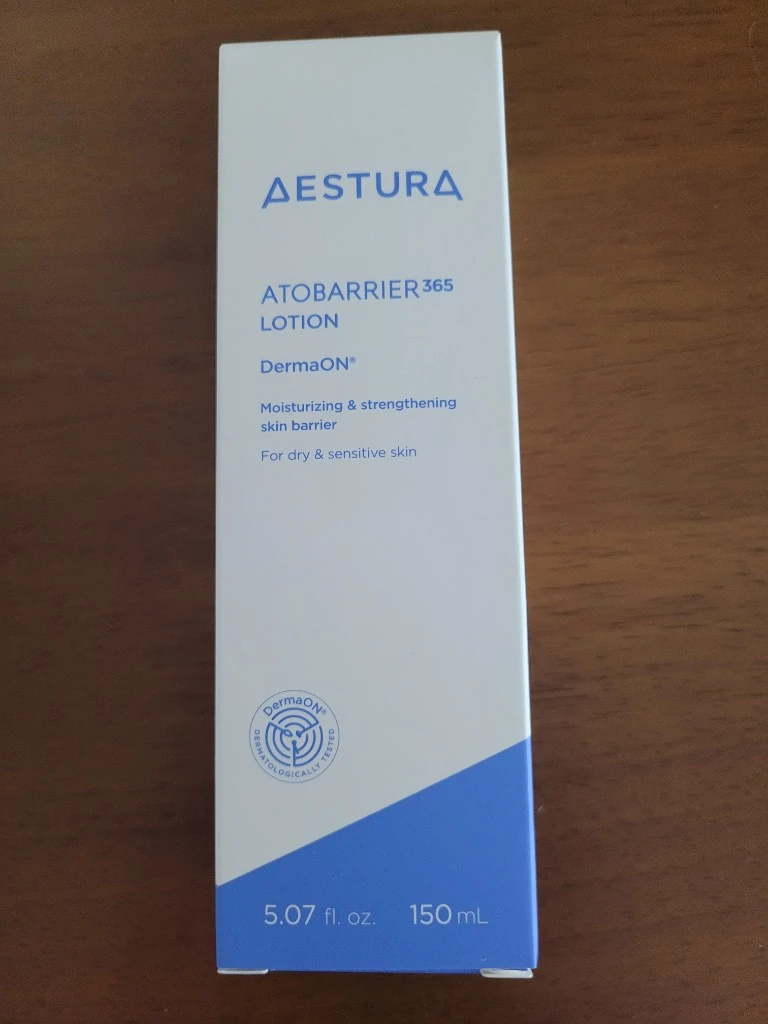 AESTURA
ATOBARRIER365
LOTION
DermaON®
Moisturizing & strengthening
skin barrier
For dry & sensitive skin
DermaON®
DERMATOLOGICALLY TESTED
5.07 fl. oz. 150 mL